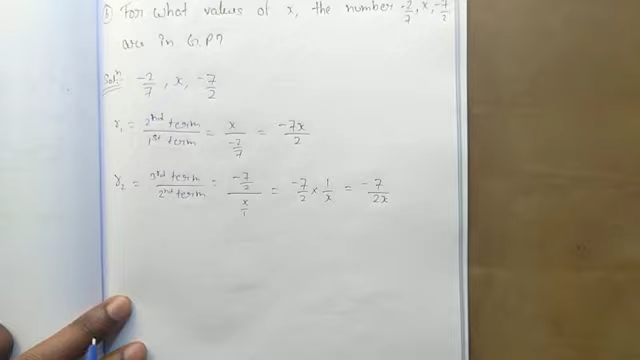 ⑥ For what values of x, the number -2/7, x, -7/2
are in G.P?
Solⁿ: -2/7, x, -7/2
r₁ = 2nd term / 1st term = x / (-2/7) = -7x/2
r₂ = 3rd term / 2nd term = (-7/2) / (x/1) = -7/2 × 1/x = -7/2x